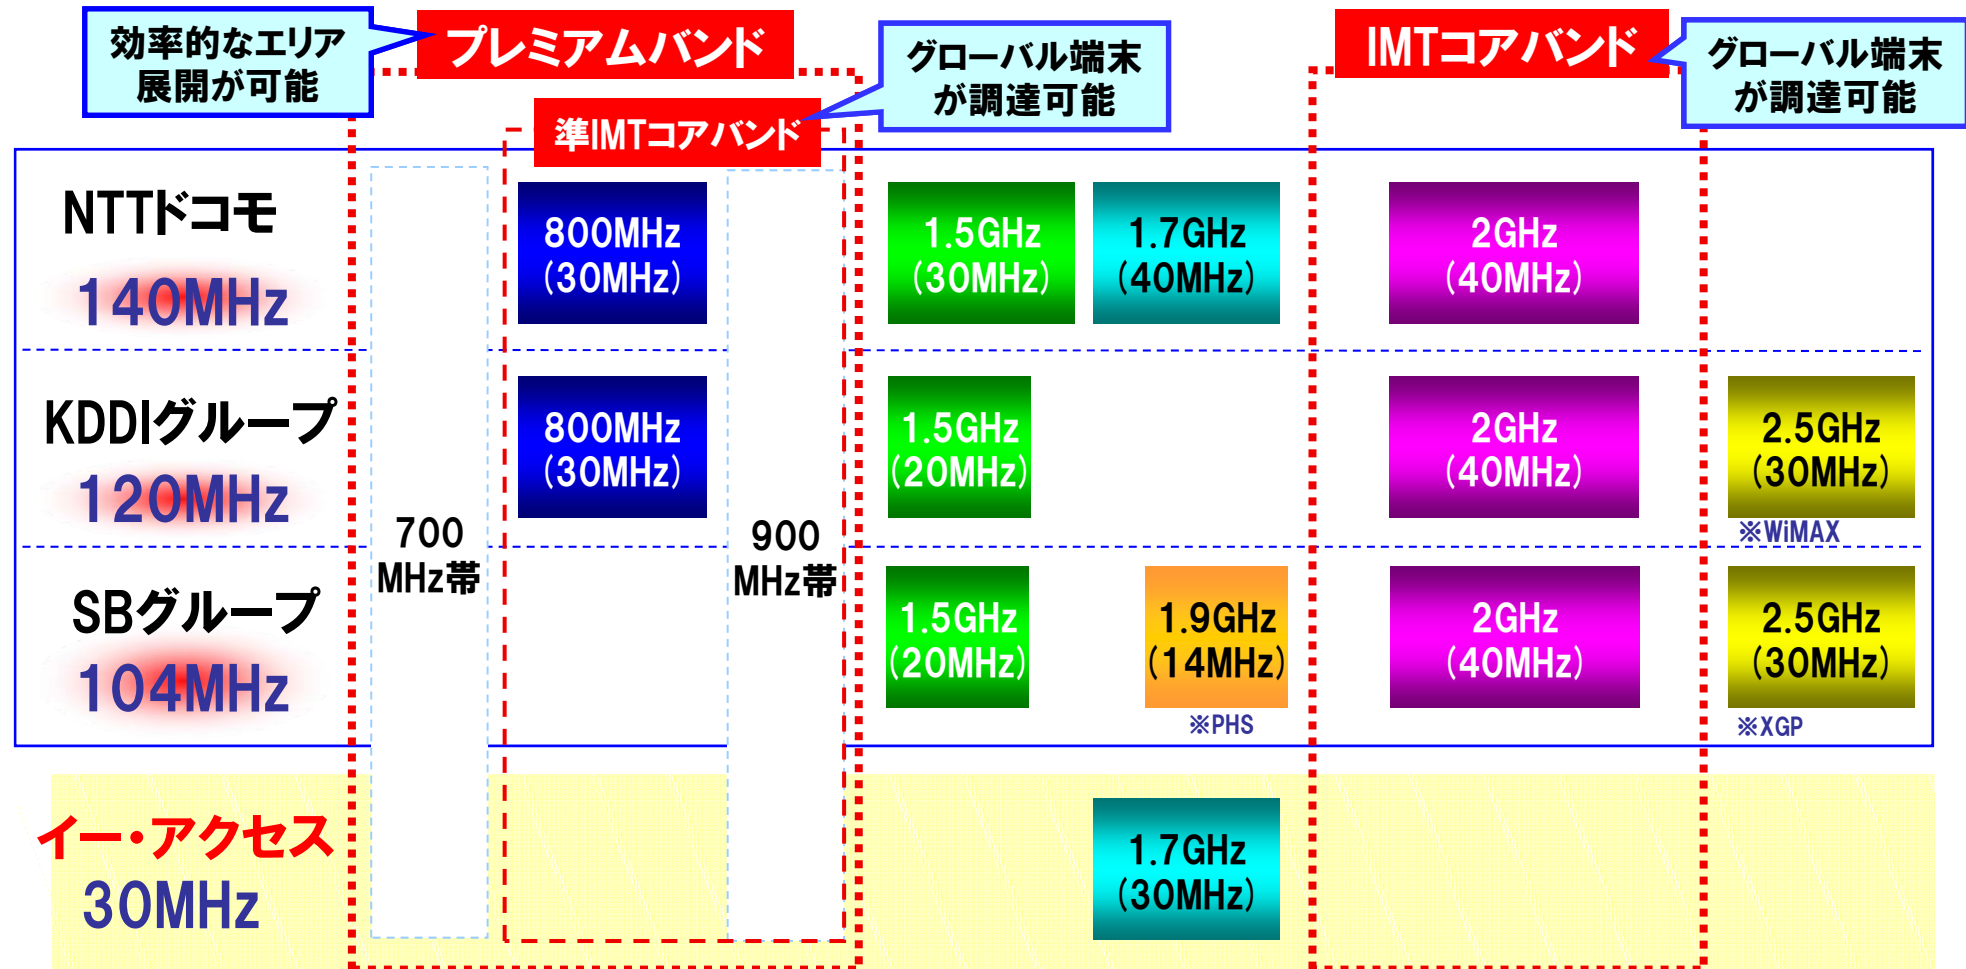 効率的なエリア
展開が可能
プレミアムバンド
グローバル端末
が調達可能
IMTコアバンド
グローバル端末
が調達可能
準IMTコアバンド
NTTドコモ
140MHz
800MHz
(30MHz)
1.5GHz
(30MHz)
1.7GHz
(40MHz)
2GHz
(40MHz)
KDDIグループ
120MHz
800MHz
(30MHz)
1.5GHz
(20MHz)
2GHz
(40MHz)
2.5GHz
(30MHz)
※WiMAX
700
MHz帯
900
MHz帯
SBグループ
104MHz
1.5GHz
(20MHz)
1.9GHz
(14MHz)
※PHS
2GHz
(40MHz)
2.5GHz
(30MHz)
※XGP
イー・アクセス
30MHz
1.7GHz
(30MHz)